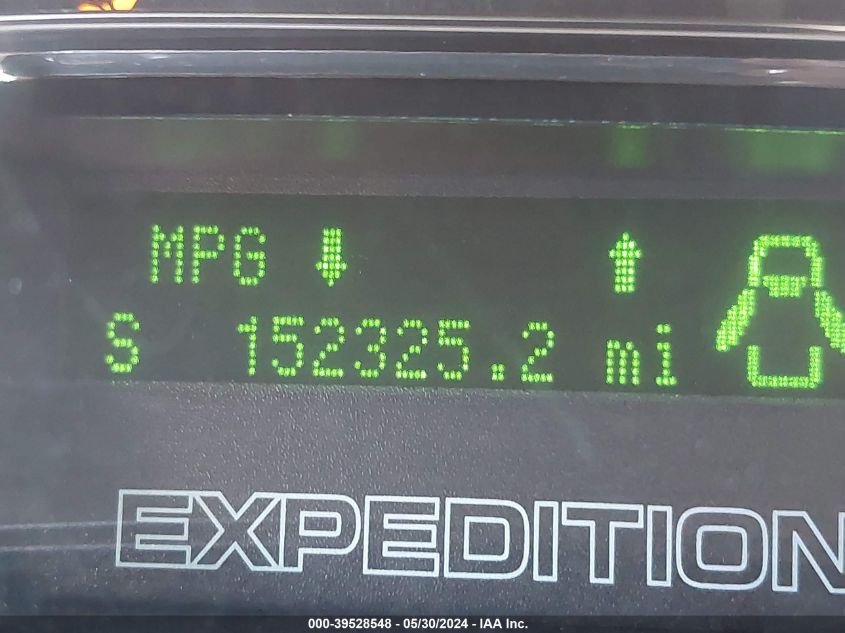 MPG ⬇ ⬆
S 152325.2 mi
EXPEDITION
000-39528548 - 05/30/2024 - IAA Inc.